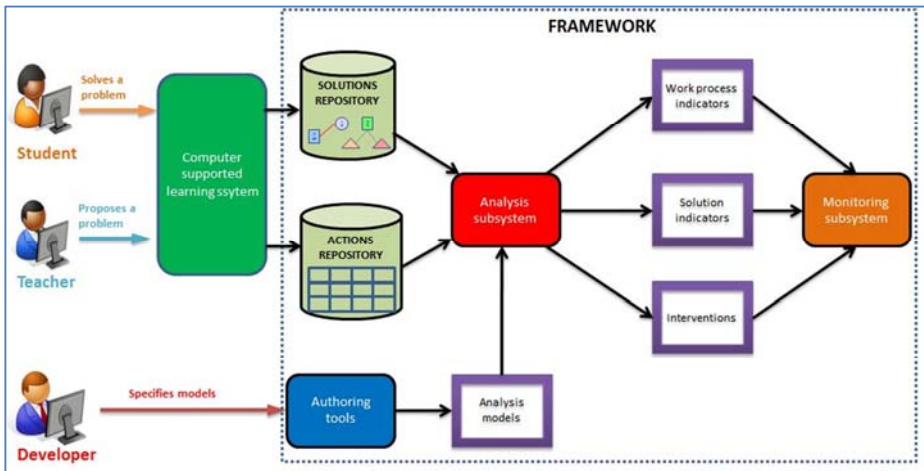 FRAMEWORK
Solves a
problem
Student
Proposes a
problem
Teacher
Specifies models
Developer
Computer
supported
learning ssytem
SOLUTIONS
REPOSITORY
ACTIONS
REPOSITORY
Authoring
tools
Analysis
models
Analysis
subsystem
Work process
indicators
Solution
indicators
Interventions
Monitoring
subsystem